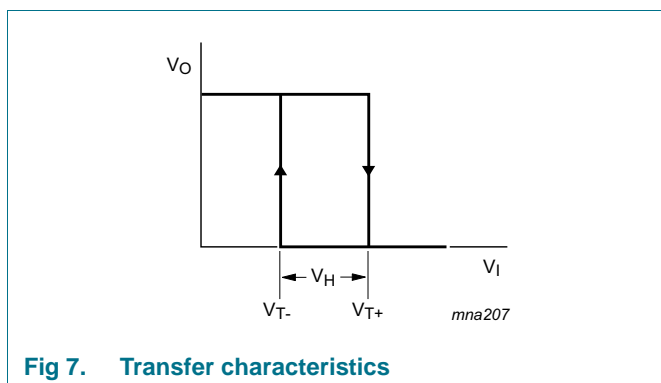 VO
VH
VI
VT-
VT+
mna207
Fig 7. Transfer characteristics